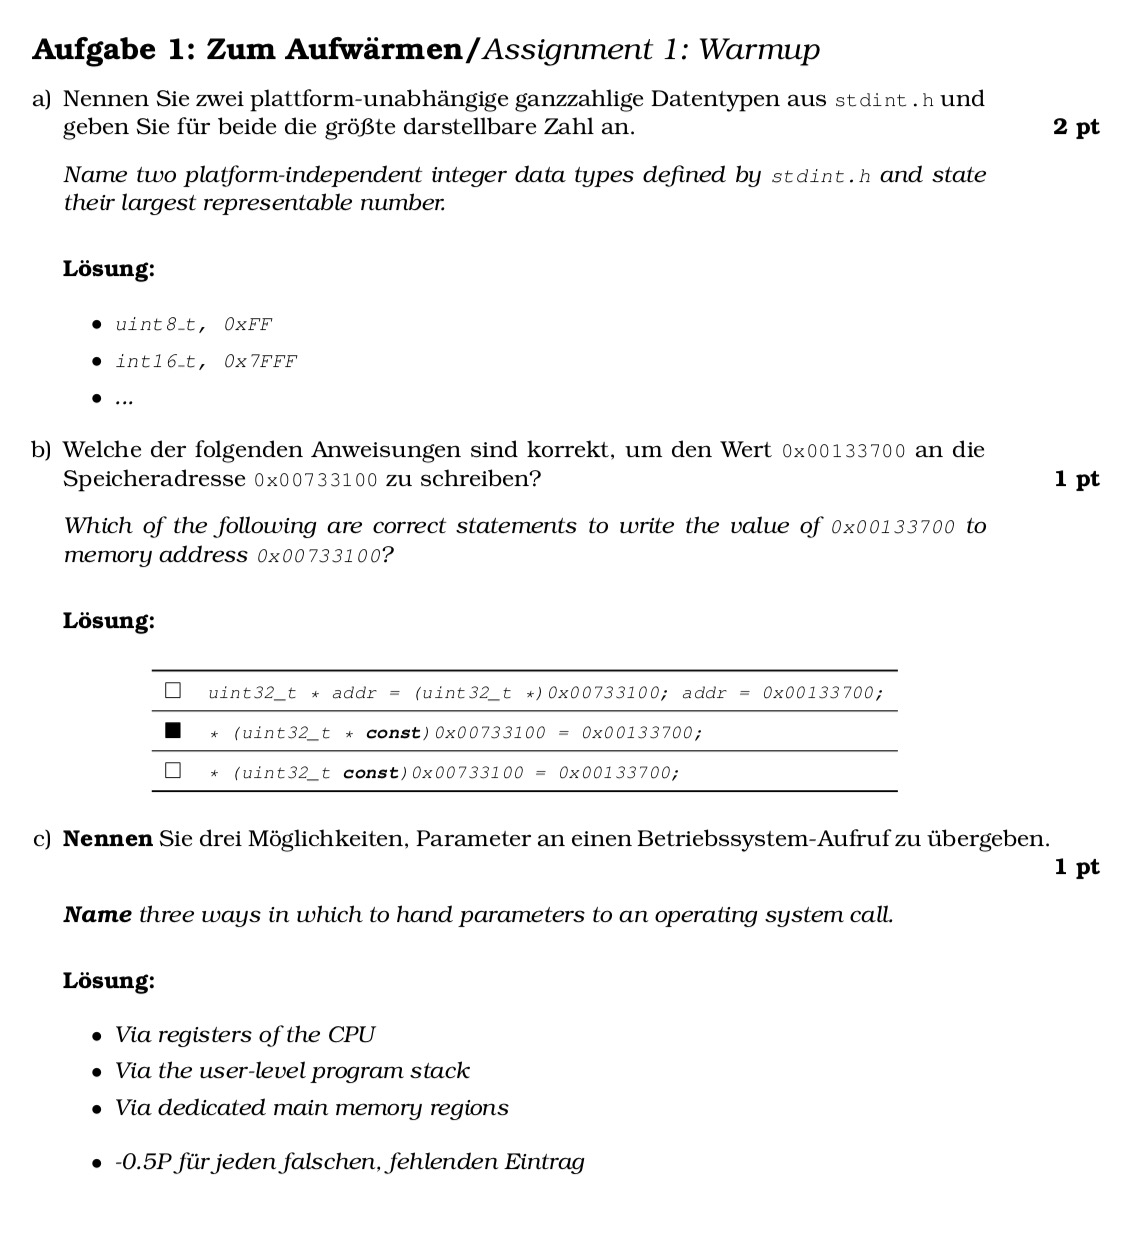 Aufgabe 1: Zum Aufwärmen/Assignment 1: Warmup
a) Nennen Sie zwei plattform-unabhängige ganzzahlige Datentypen aus stdint.h und
geben Sie für beide die größte darstellbare Zahl an. 2 pt
Name two platform-independent integer data types defined by stdint.h and state
their largest representable number.
Lösung:
• uint8_t, 0xFF
• int16_t, 0x7FFF
• ...
b) Welche der folgenden Anweisungen sind korrekt, um den Wert 0x00133700 an die
Speicheradresse 0x00733100 zu schreiben? 1 pt
Which of the following are correct statements to write the value of 0x00133700 to
memory address 0x00733100?
Lösung:
☐ uint32_t * addr = (uint32_t *)0x00733100; addr = 0x00133700;
■ * (uint32_t * const)0x00733100 = 0x00133700;
☐ * (uint32_t const)0x00733100 = 0x00133700;
c) Nennen Sie drei Möglichkeiten, Parameter an einen Betriebssystem-Aufruf zu übergeben.
1 pt
Name three ways in which to hand parameters to an operating system call.
Lösung:
• Via registers of the CPU
• Via the user-level program stack
• Via dedicated main memory regions
• -0.5P für jeden falschen, fehlenden Eintrag